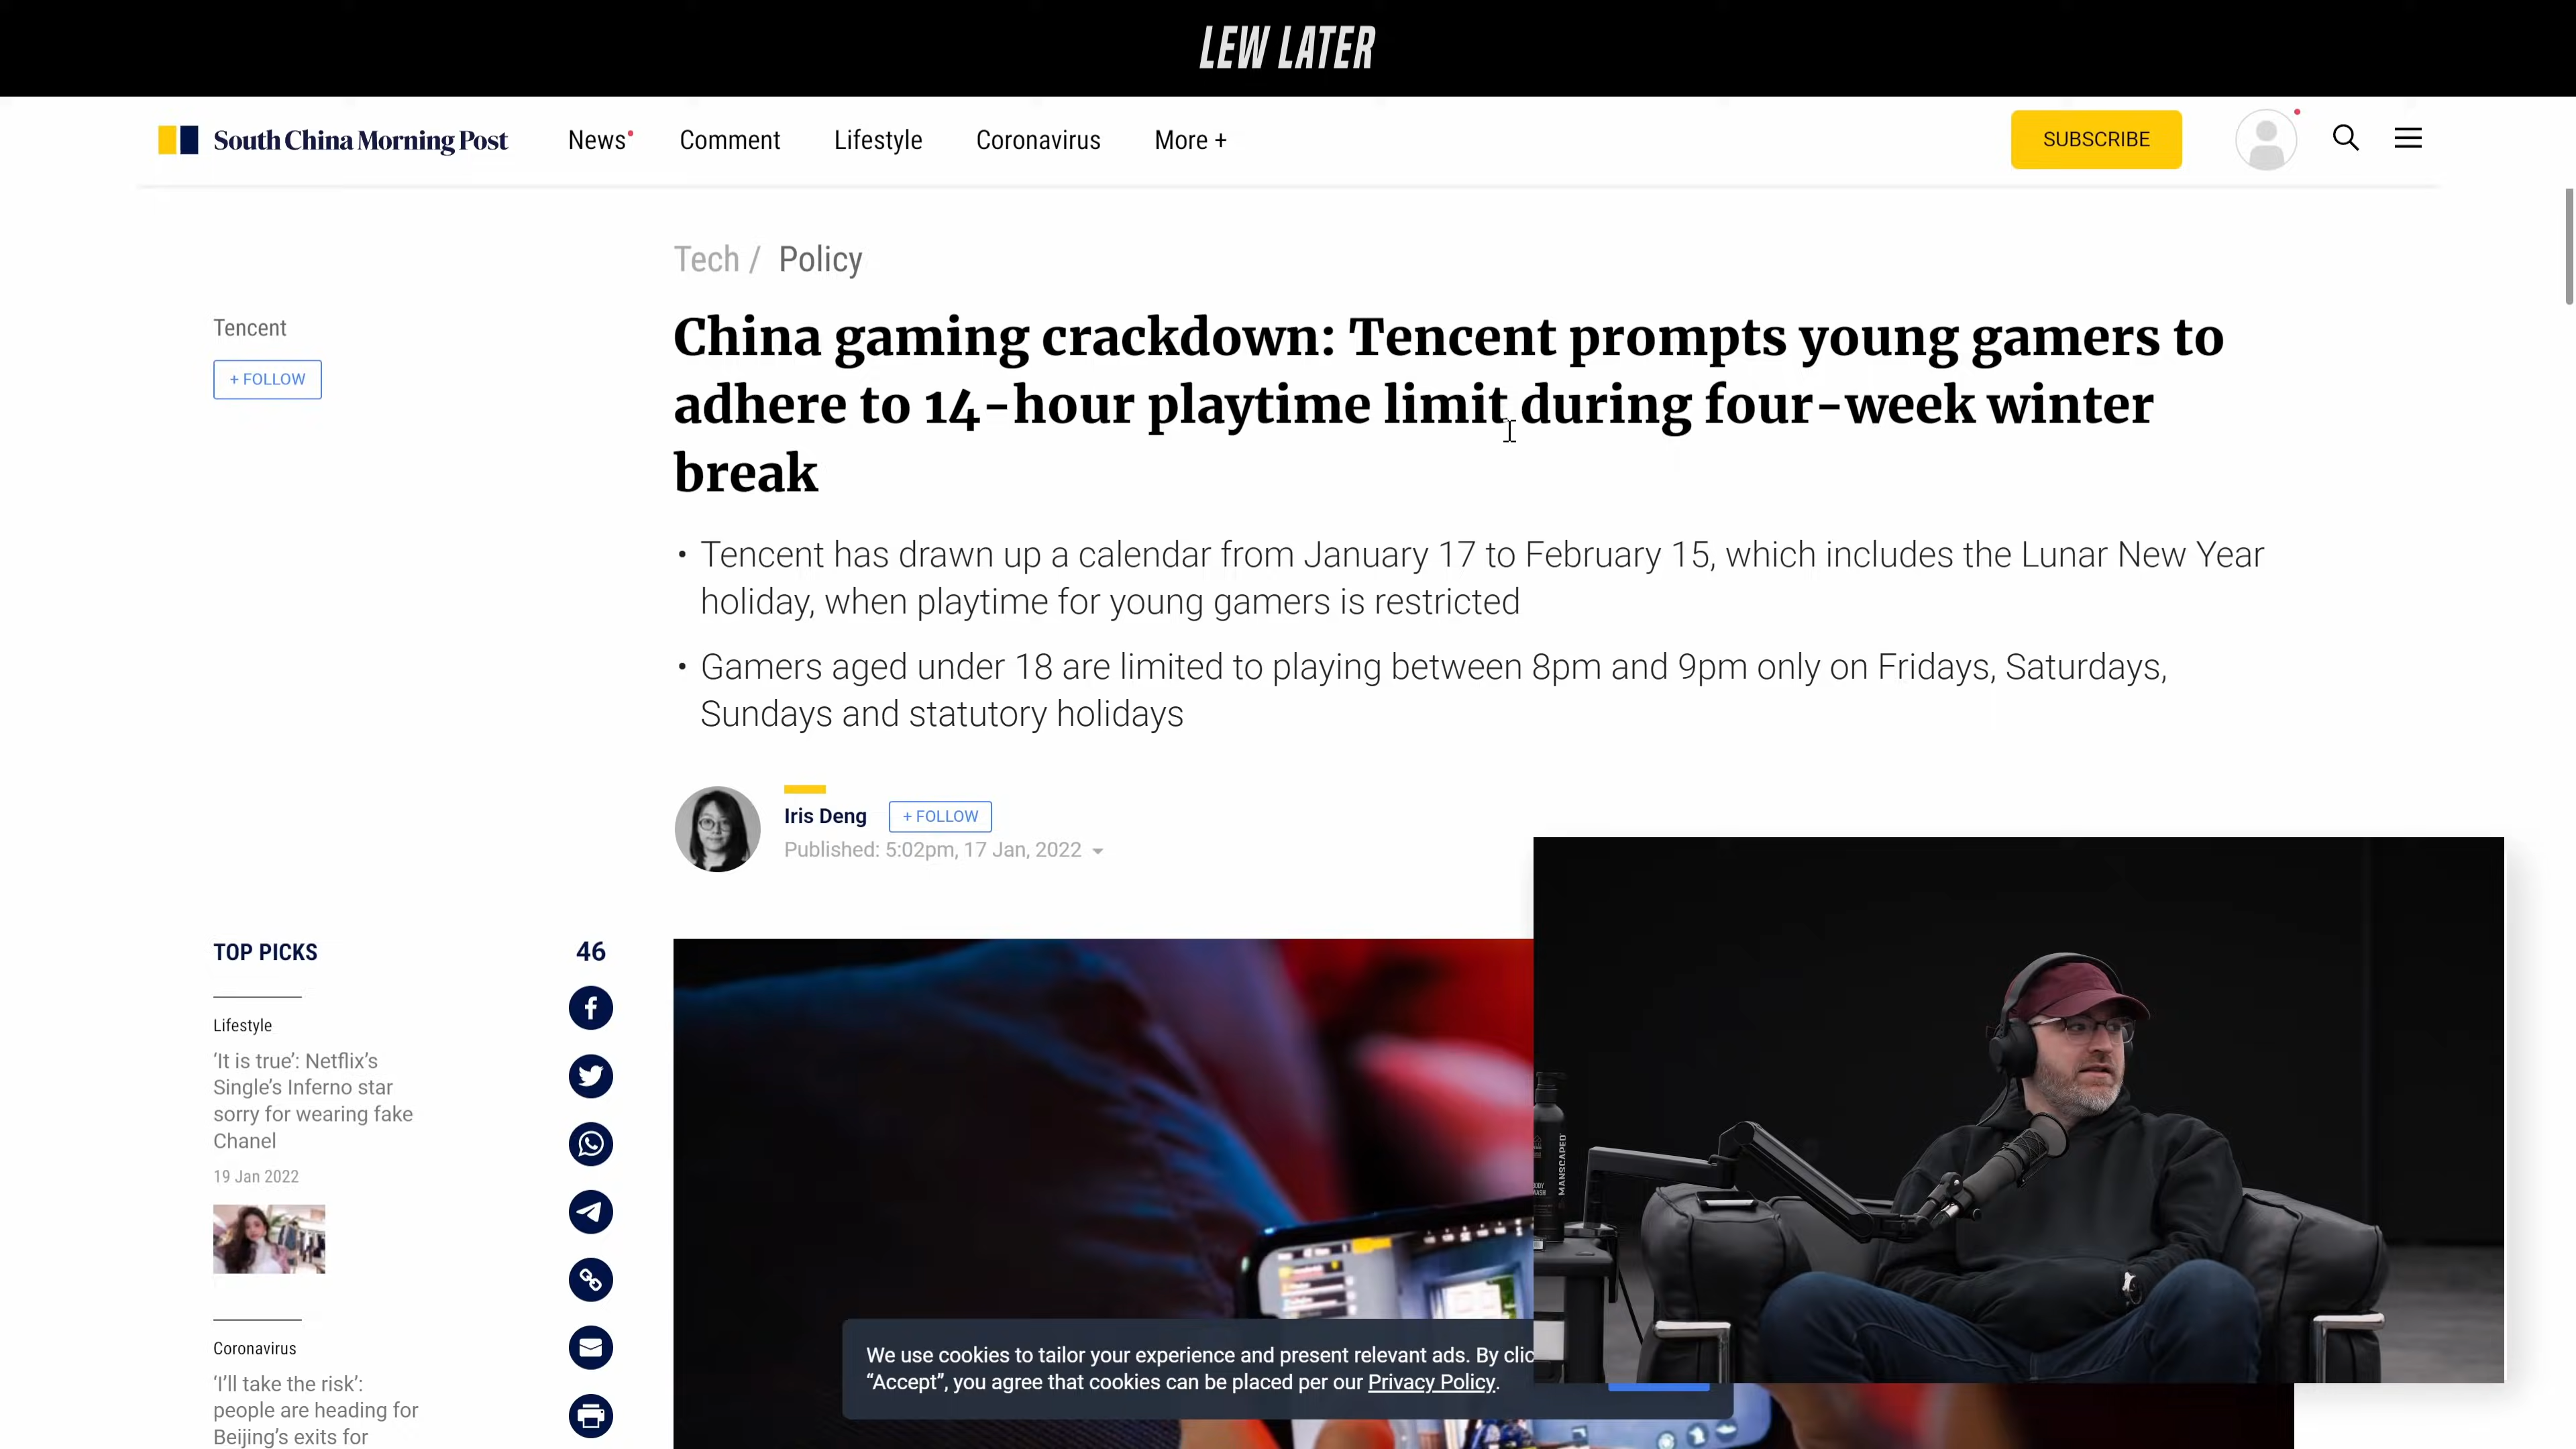 LEW LATER
South China Morning Post
News
Comment
Lifestyle
Coronavirus
More +
SUBSCRIBE
Tech / Policy
Tencent
+ FOLLOW
China gaming crackdown: Tencent prompts young gamers to
adhere to 14-hour playtime limit during four-week winter
break
• Tencent has drawn up a calendar from January 17 to February 15, which includes the Lunar New Year
holiday, when playtime for young gamers is restricted
• Gamers aged under 18 are limited to playing between 8pm and 9pm only on Fridays, Saturdays,
Sundays and statutory holidays
Iris Deng
+ FOLLOW
Published: 5:02pm, 17 Jan, 2022
TOP PICKS
46
Lifestyle
‘It is true’: Netflix’s
Single’s Inferno star
sorry for wearing fake
Chanel
19 Jan 2022
Coronavirus
‘I’ll take the risk’:
people are heading for
Beijing’s exits for
We use cookies to tailor your experience and present relevant ads. By clic
“Accept”, you agree that cookies can be placed per our Privacy Policy.
MANSCAPED